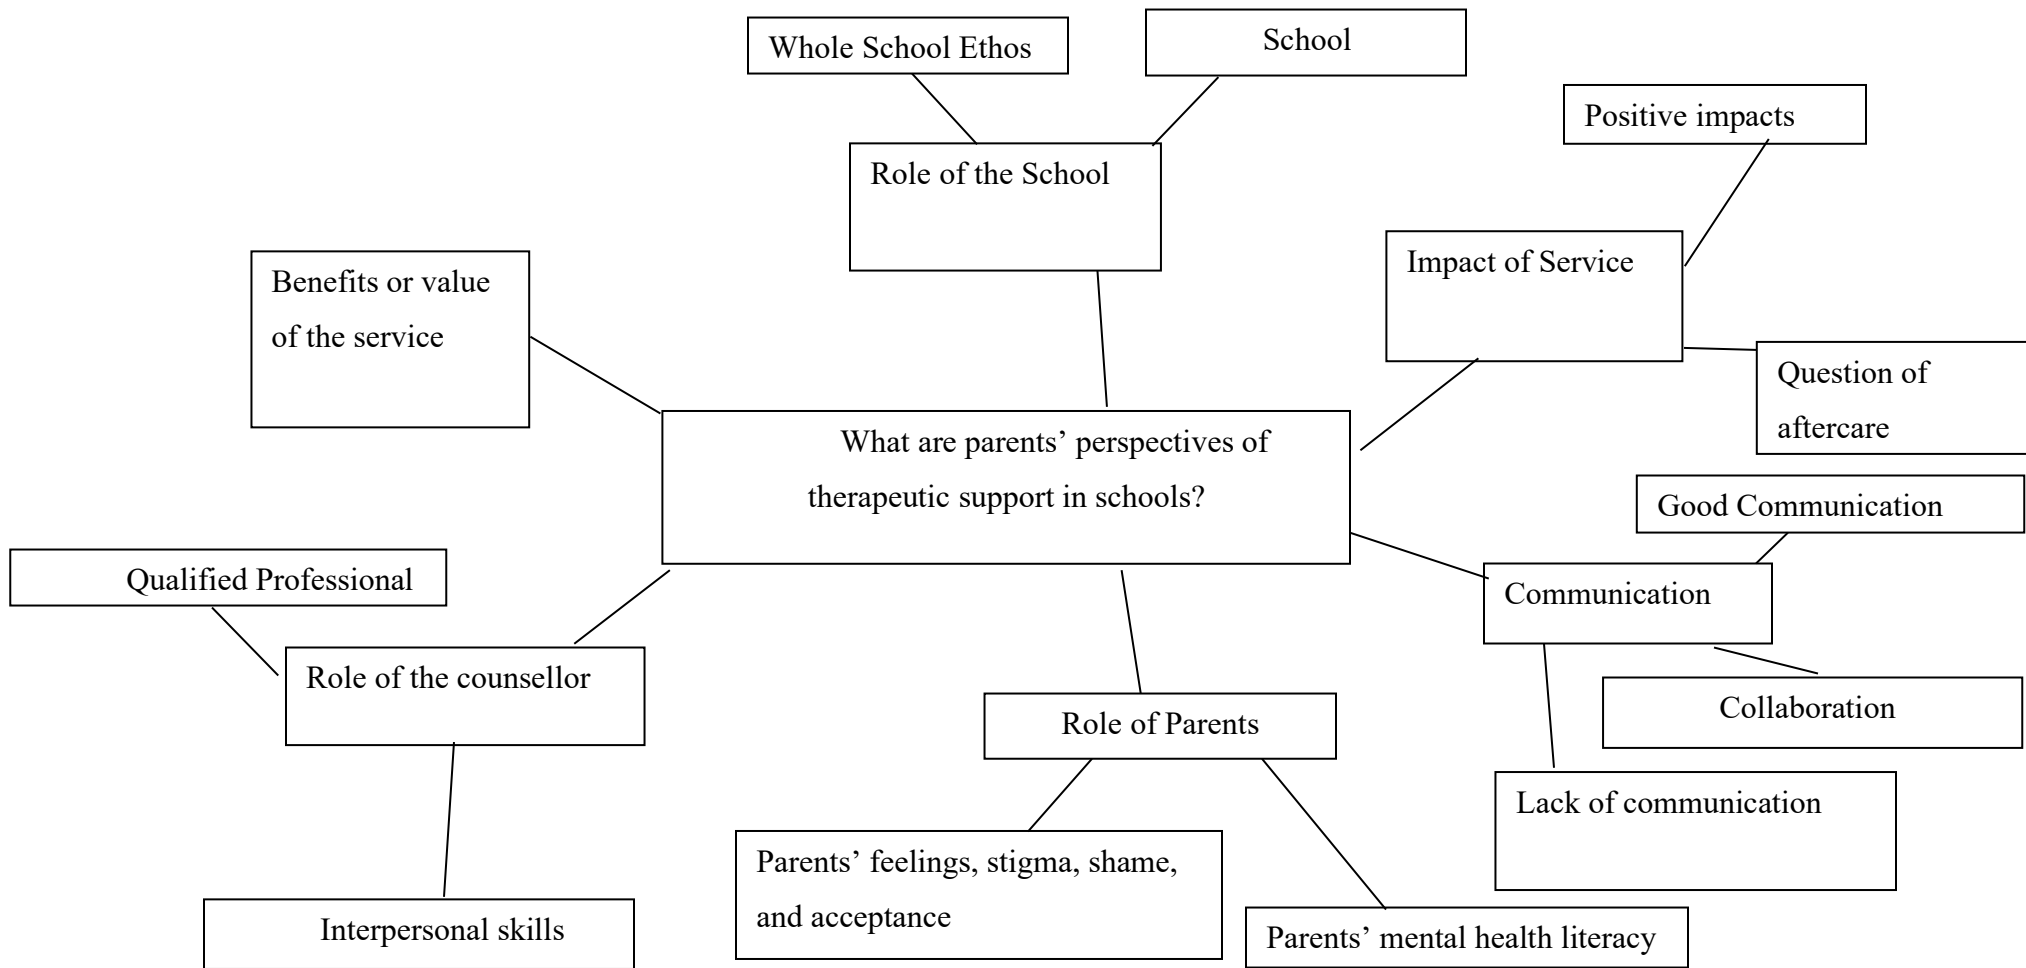 Whole School Ethos
School
Positive impacts
Role of the School
Impact of Service
Benefits or value
of the service
Question of
aftercare
What are parents’ perspectives of
therapeutic support in schools?
Good Communication
Qualified Professional
Communication
Role of the counsellor
Collaboration
Role of Parents
Lack of communication
Parents’ feelings, stigma, shame,
and acceptance
Interpersonal skills
Parents’ mental health literacy